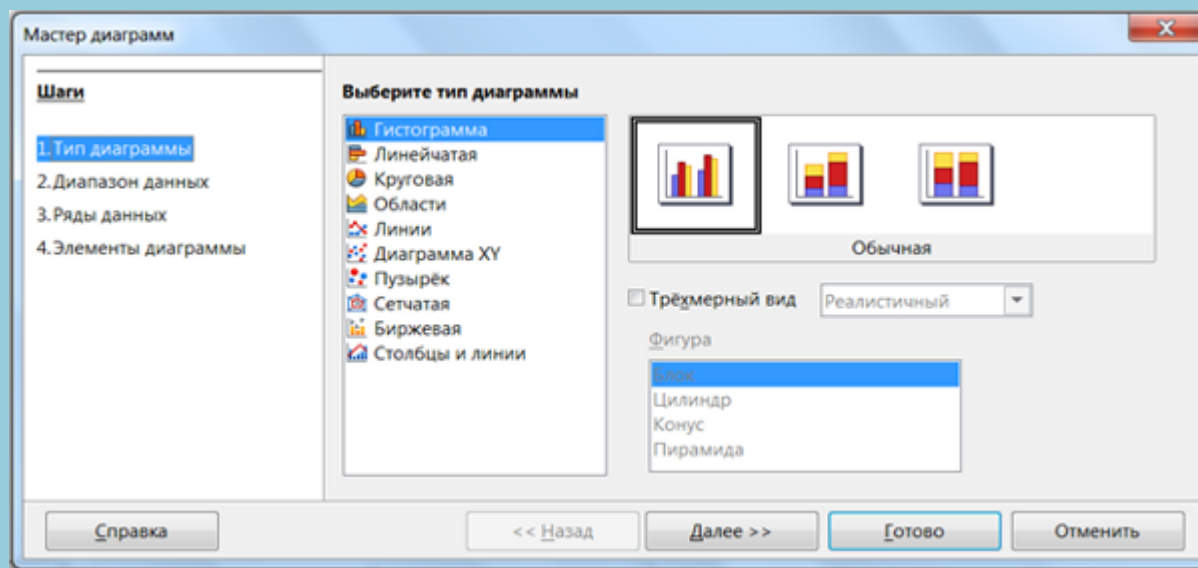 Мастер диаграмм
Шаги
1.Тип диаграммы
2.Диапазон данных
3.Ряды данных
4.Элементы диаграммы
Выберите тип диаграммы
Гистограмма
Линейчатая
Круговая
Области
Линии
Диаграмма XY
Пузырёк
Сетчатая
Биржевая
Столбцы и линии
Обычная
Трёхмерный вид
Реалистичный
Фигура
Блок
Цилиндр
Конус
Пирамида
Справка
<< Назад
Далее >>
Готово
Отменить